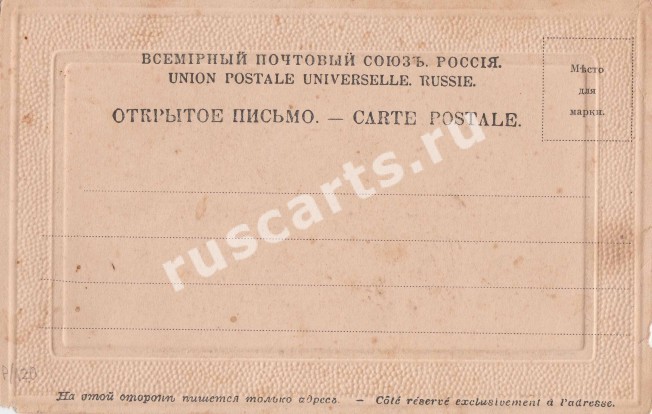 ВСЕМІРНЫЙ ПОЧТОВЫЙ СОЮЗЪ. РОССІЯ.
UNION POSTALE UNIVERSELLE. RUSSIE.
Мѣсто
для
марки.
ОТКРЫТОЕ ПИСЬМО. — CARTE POSTALE.
ruscarts.ru
На этой сторонѣ пишется только адресъ. — Côté réservé exclusivement à l'adresse.